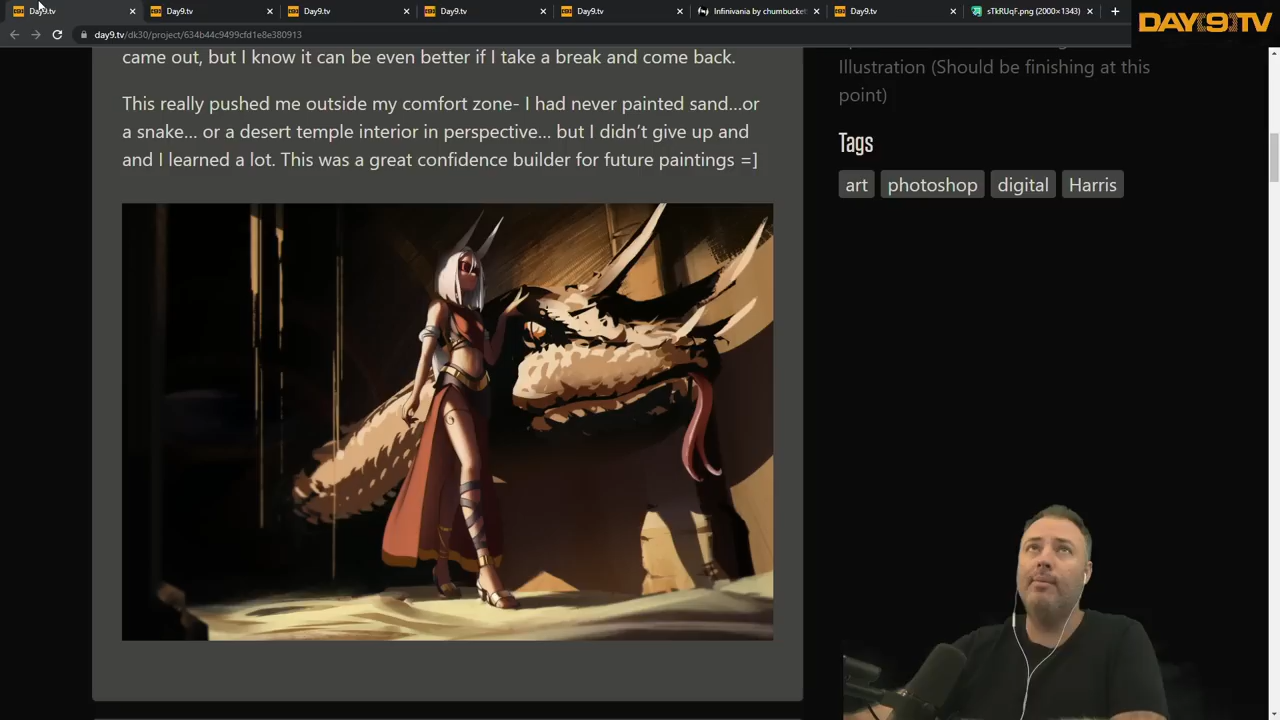 Day9.tv
Day9.tv
Day9.tv
Day9.tv
Day9.tv
Infinivania by chumbucket
Day9.tv
sTkRUqF.png (2000×1343)
DAY9TV
day9.tv/dk30/project/634b44c9499cfd1e8e380913
came out, but I know it can be even better if I take a break and come back.
This really pushed me outside my comfort zone- I had never painted sand...or
a snake... or a desert temple interior in perspective... but I didn't give up and
and I learned a lot. This was a great confidence builder for future paintings =]
Illustration (Should be finishing at this
point)
Tags
art photoshop digital Harris